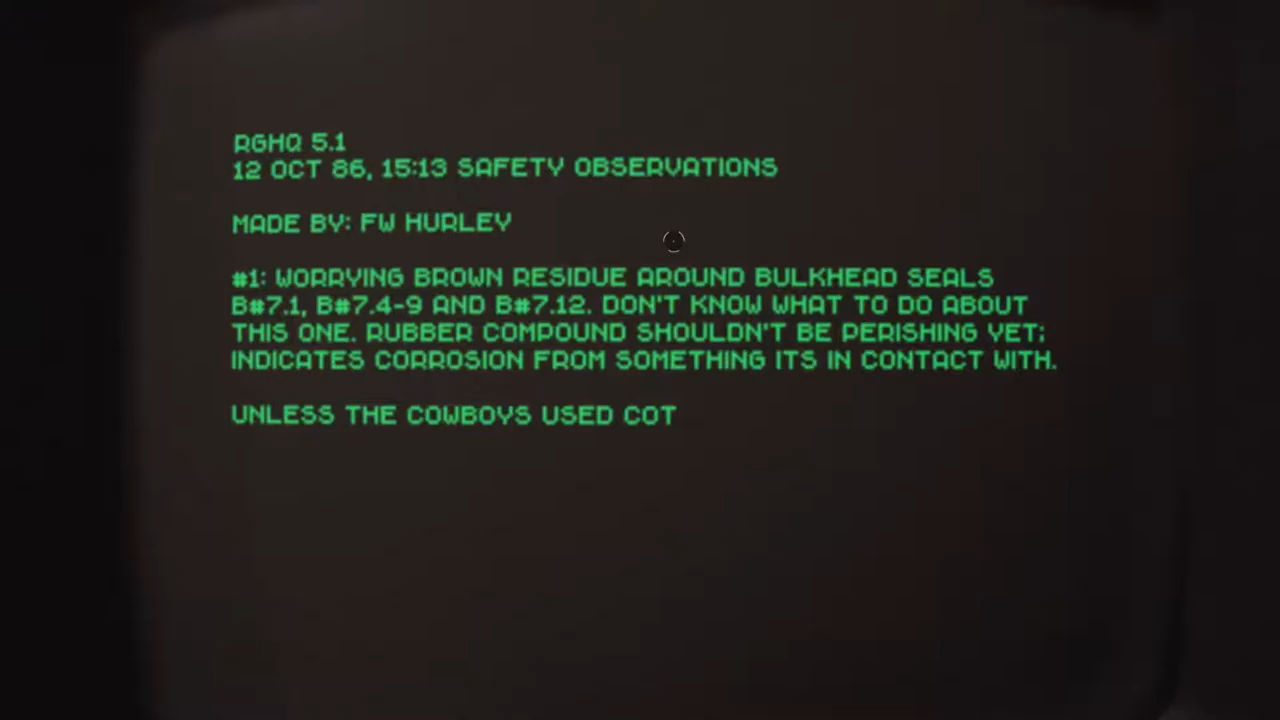 RGHQ 5.1
12 OCT 86, 15:13 SAFETY OBSERVATIONS
MADE BY: FW HURLEY
#1: WORRYING BROWN RESIDUE AROUND BULKHEAD SEALS
B#7.1, B#7.4-9 AND B#7.12. DON'T KNOW WHAT TO DO ABOUT
THIS ONE. RUBBER COMPOUND SHOULDN'T BE PERISHING YET;
INDICATES CORROSION FROM SOMETHING ITS IN CONTACT WITH.
UNLESS THE COWBOYS USED COT